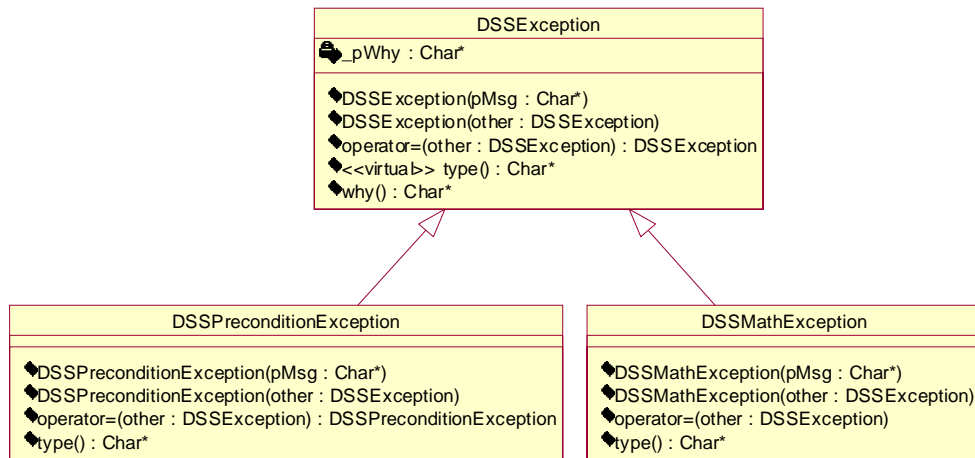 DSSException
_pWhy : Char*
DSSException(pMsg : Char*)
DSSException(other : DSSException)
operator=(other : DSSException) : DSSException
<<virtual>> type() : Char*
why() : Char*
DSSPreconditionException
DSSPreconditionException(pMsg : Char*)
DSSPreconditionException(other : DSSException)
operator=(other : DSSException) : DSSPreconditionException
type() : Char*
DSSMathException
DSSMathException(pMsg : Char*)
DSSMathException(other : DSSException)
operator=(other : DSSException)
type() : Char*